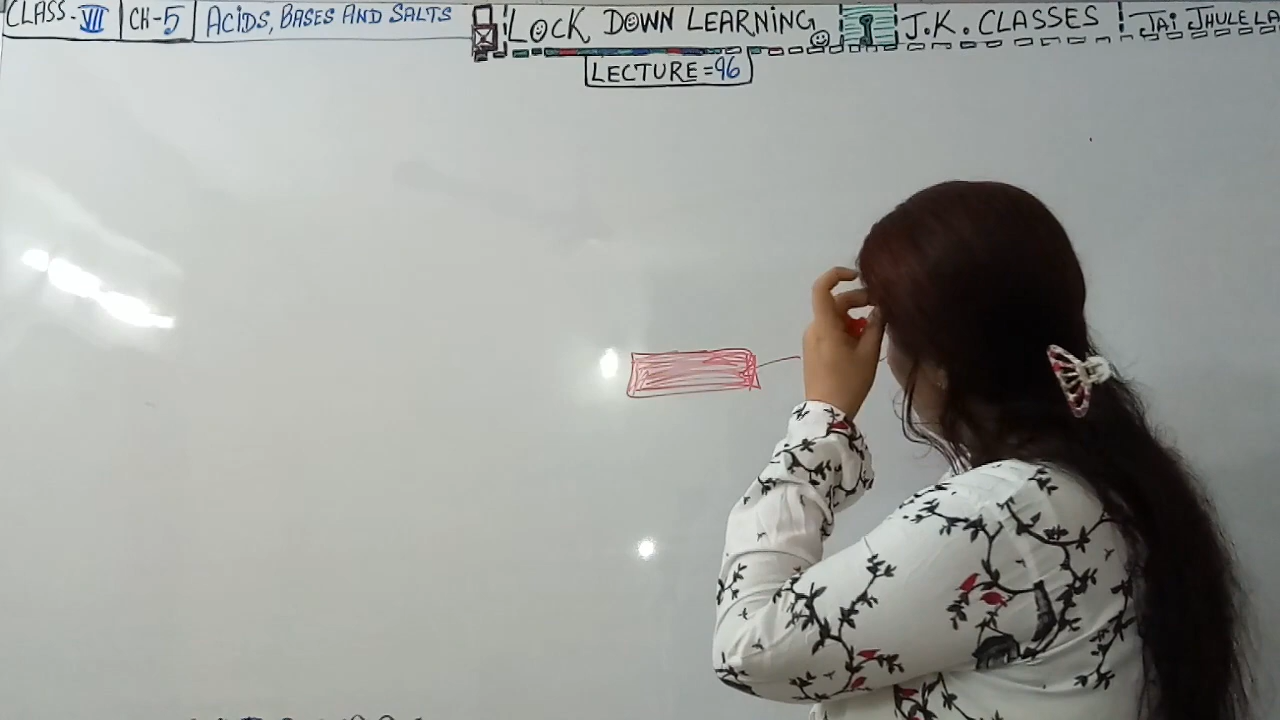 CLASS. VII CH-5 ACIDS, BASES AND SALTS LOCK DOWN LEARNING J.K. CLASSES JAI JHULELA
LECTURE=96